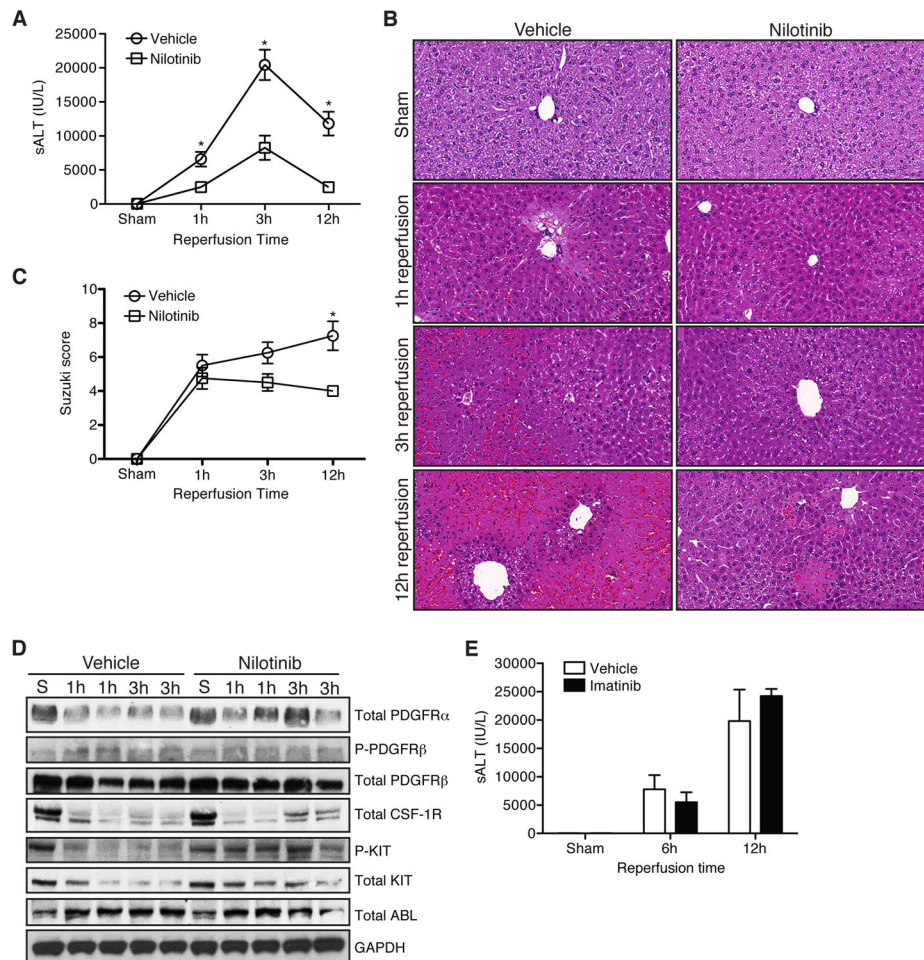 A
25000
20000
15000
10000
5000
0
sALT (IU/L)
Vehicle
Nilotinib
*
*
*
Sham 1h 3h 12h
Reperfusion Time
B
Vehicle Nilotinib
Sham
1h reperfusion
3h reperfusion
12h reperfusion
C
10
8
6
4
2
0
Suzuki score
Vehicle
Nilotinib
*
Sham 1h 3h 12h
Reperfusion Time
D
Vehicle Nilotinib
S 1h 1h 3h 3h S 1h 1h 3h 3h
Total PDGFRα
P-PDGFRβ
Total PDGFRβ
Total CSF-1R
P-KIT
Total KIT
Total ABL
GAPDH
E
30000
25000
20000
15000
10000
5000
0
sALT (IU/L)
Vehicle
Imatinib
Sham 6h 12h
Reperfusion time